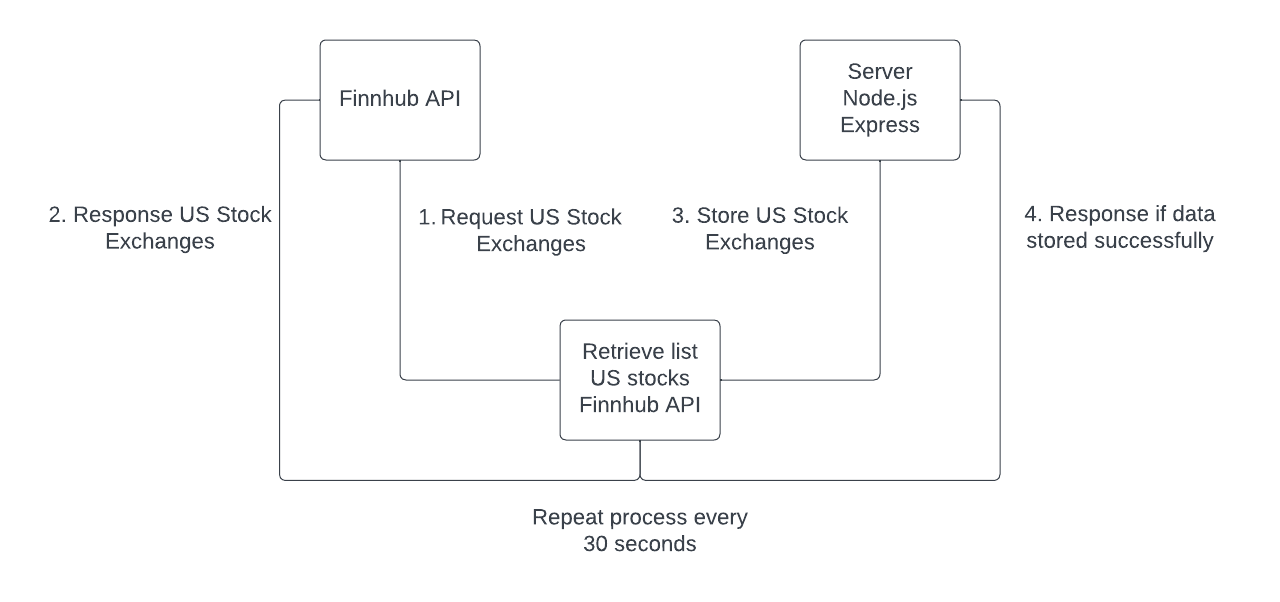 Finnhub API
Server
Node.js
Express
2. Response US Stock
Exchanges
1. Request US Stock
Exchanges
3. Store US Stock
Exchanges
4. Response if data
stored successfully
Retrieve list
US stocks
Finnhub API
Repeat process every
30 seconds